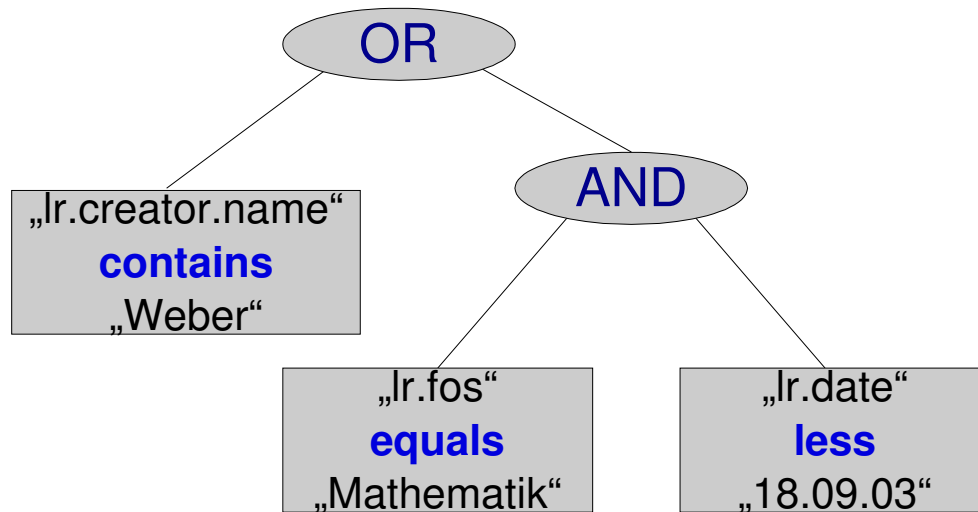 OR
AND
„lr.creator.name“
contains
„Weber“
„lr.fos“
equals
„Mathematik“
„lr.date“
less
„18.09.03“